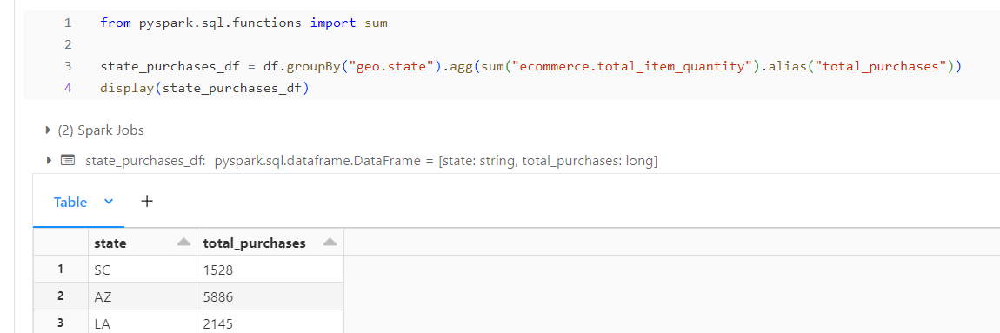 1 from pyspark.sql.functions import sum
2
3 state_purchases_df = df.groupBy("geo.state").agg(sum("ecommerce.total_item_quantity").alias("total_purchases"))
4 display(state_purchases_df)
(2) Spark Jobs
state_purchases_df: pyspark.sql.dataframe.DataFrame = [state: string, total_purchases: long]
Table +
state total_purchases
1 SC 1528
2 AZ 5886
3 LA 2145